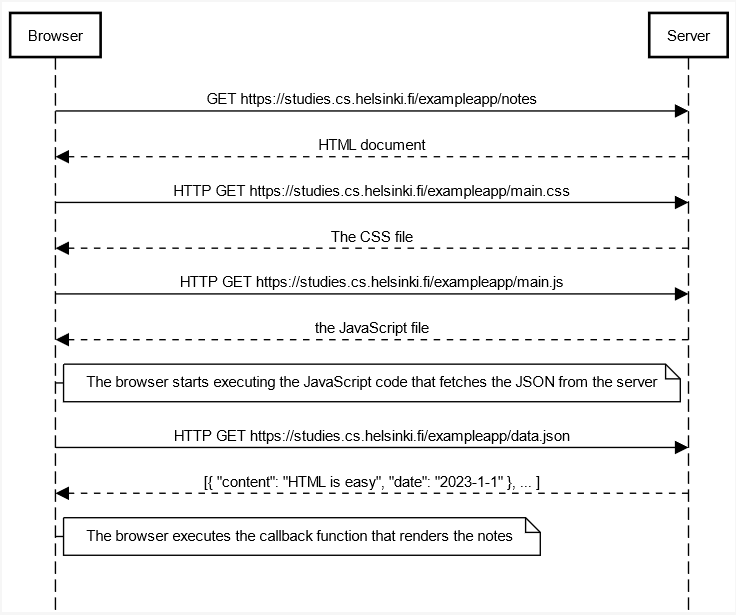 Browser
Server
GET https://studies.cs.helsinki.fi/exampleapp/notes
HTML document
HTTP GET https://studies.cs.helsinki.fi/exampleapp/main.css
The CSS file
HTTP GET https://studies.cs.helsinki.fi/exampleapp/main.js
the JavaScript file
The browser starts executing the JavaScript code that fetches the JSON from the server
HTTP GET https://studies.cs.helsinki.fi/exampleapp/data.json
[{ "content": "HTML is easy", "date": "2023-1-1" }, ... ]
The browser executes the callback function that renders the notes